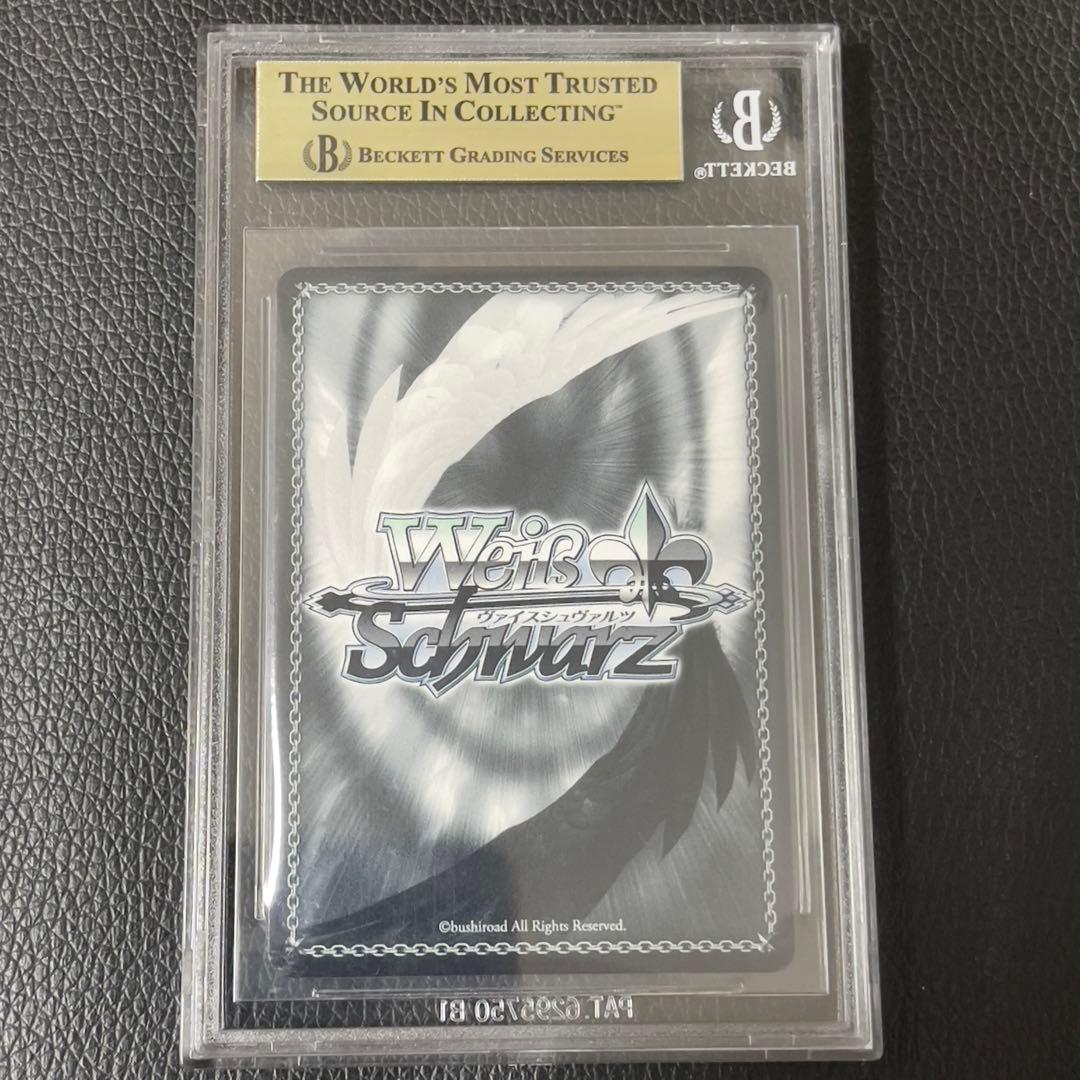 THE WORLD'S MOST TRUSTED
SOURCE IN COLLECTING™
B BECKETT GRADING SERVICES
B
BECKETT®
Weiß
ヴァイスシュヴァルツ
Schwarz
©bushiroad All Rights Reserved.
PAT. 6295750 B1